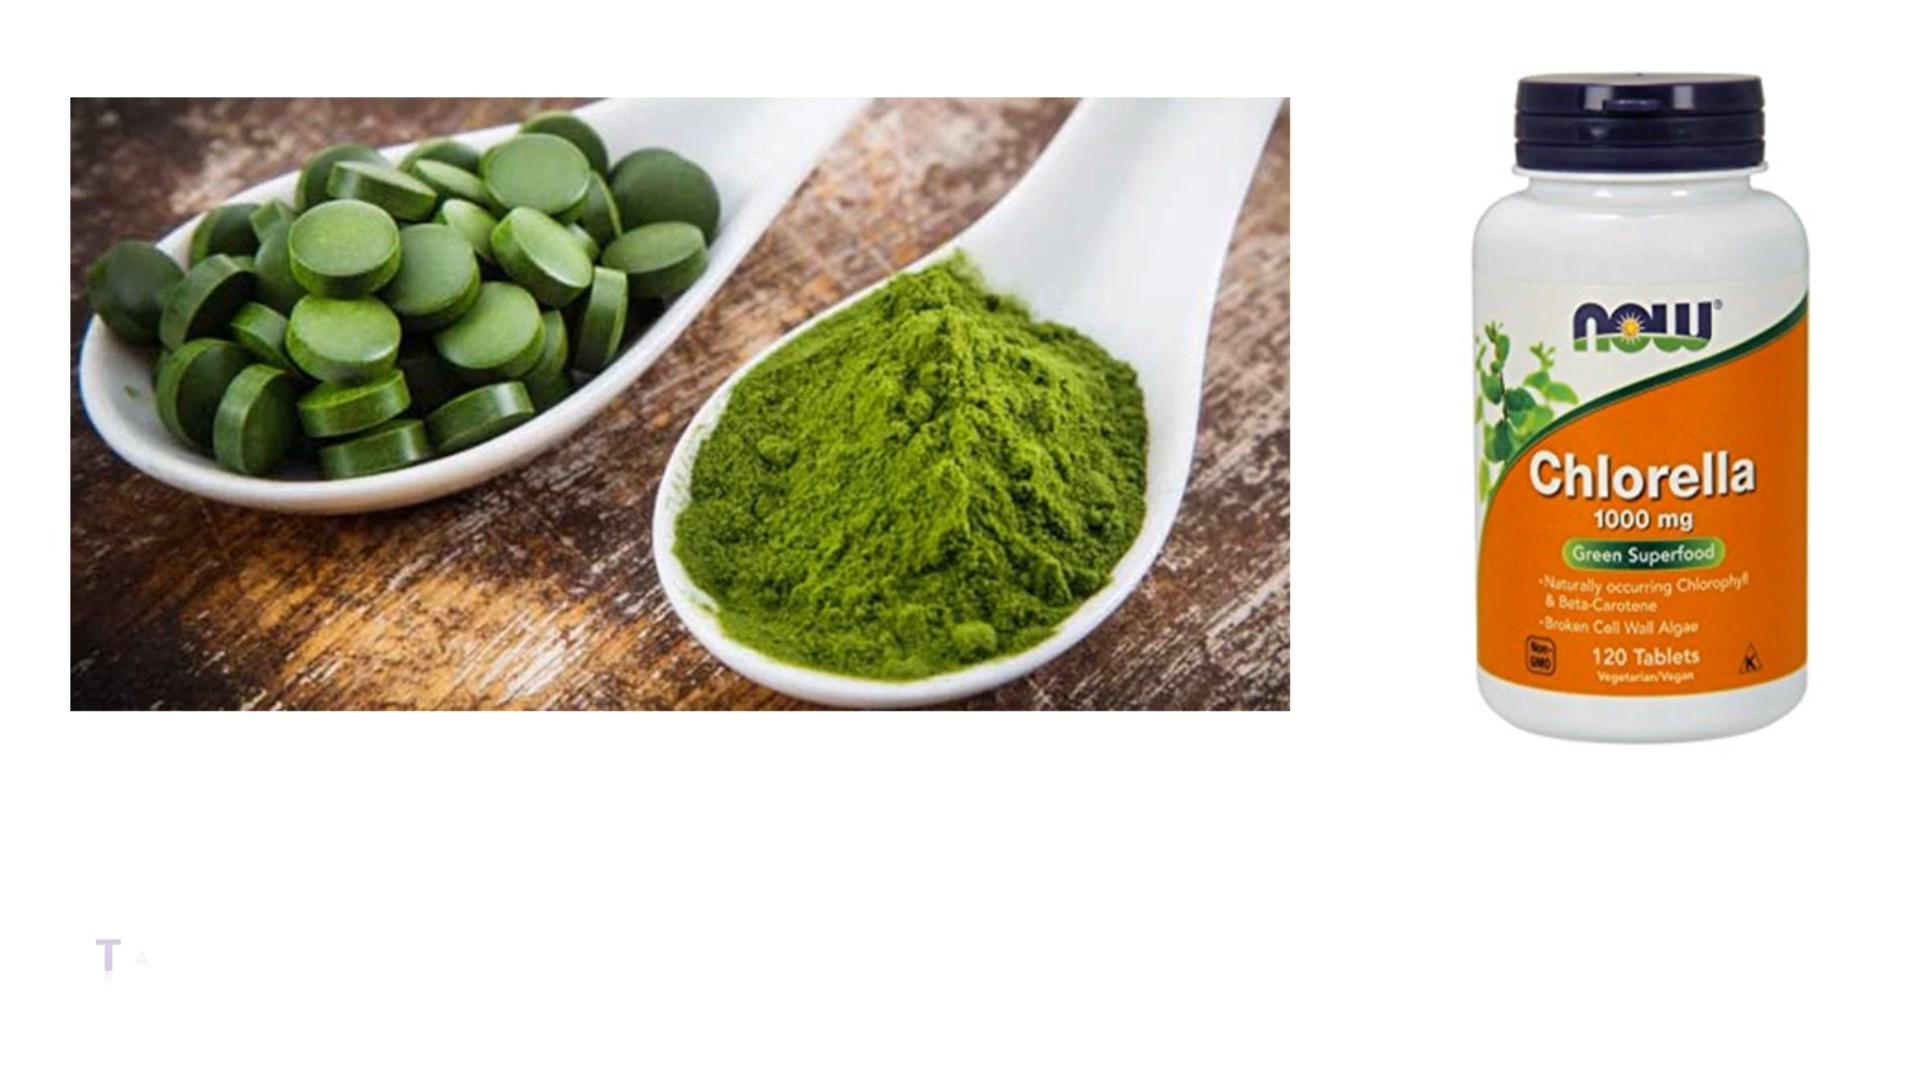 NOW®
Chlorella
1000 mg
Green Superfood
•Naturally occurring Chlorophyll
& Beta-Carotene
•Broken Cell Wall Algae
Non-
GMO
120 Tablets
K
Vegetarian/Vegan
T A